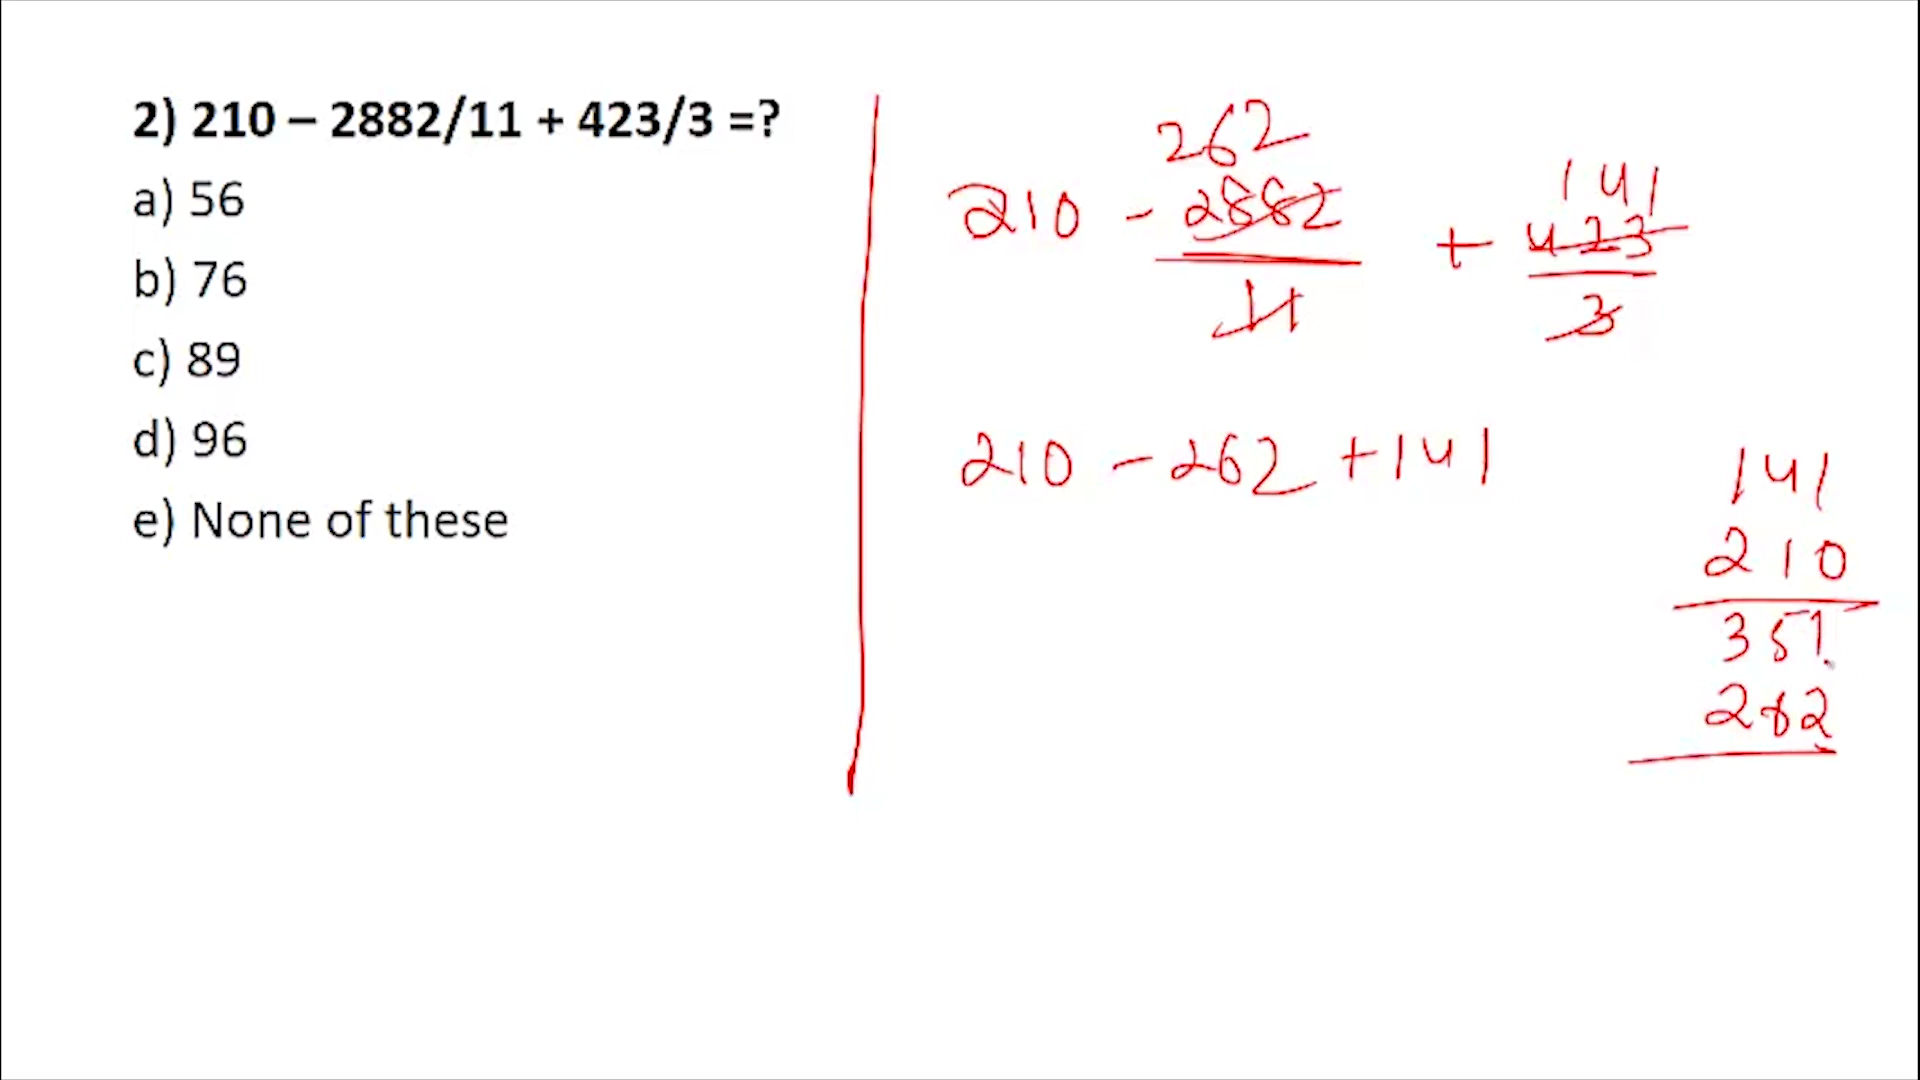 2) 210 – 2882/11 + 423/3 =?
a) 56
b) 76
c) 89
d) 96
e) None of these
262
141
210 - 2882 + 423
11
3
210 - 262 + 141
141
210
351
262